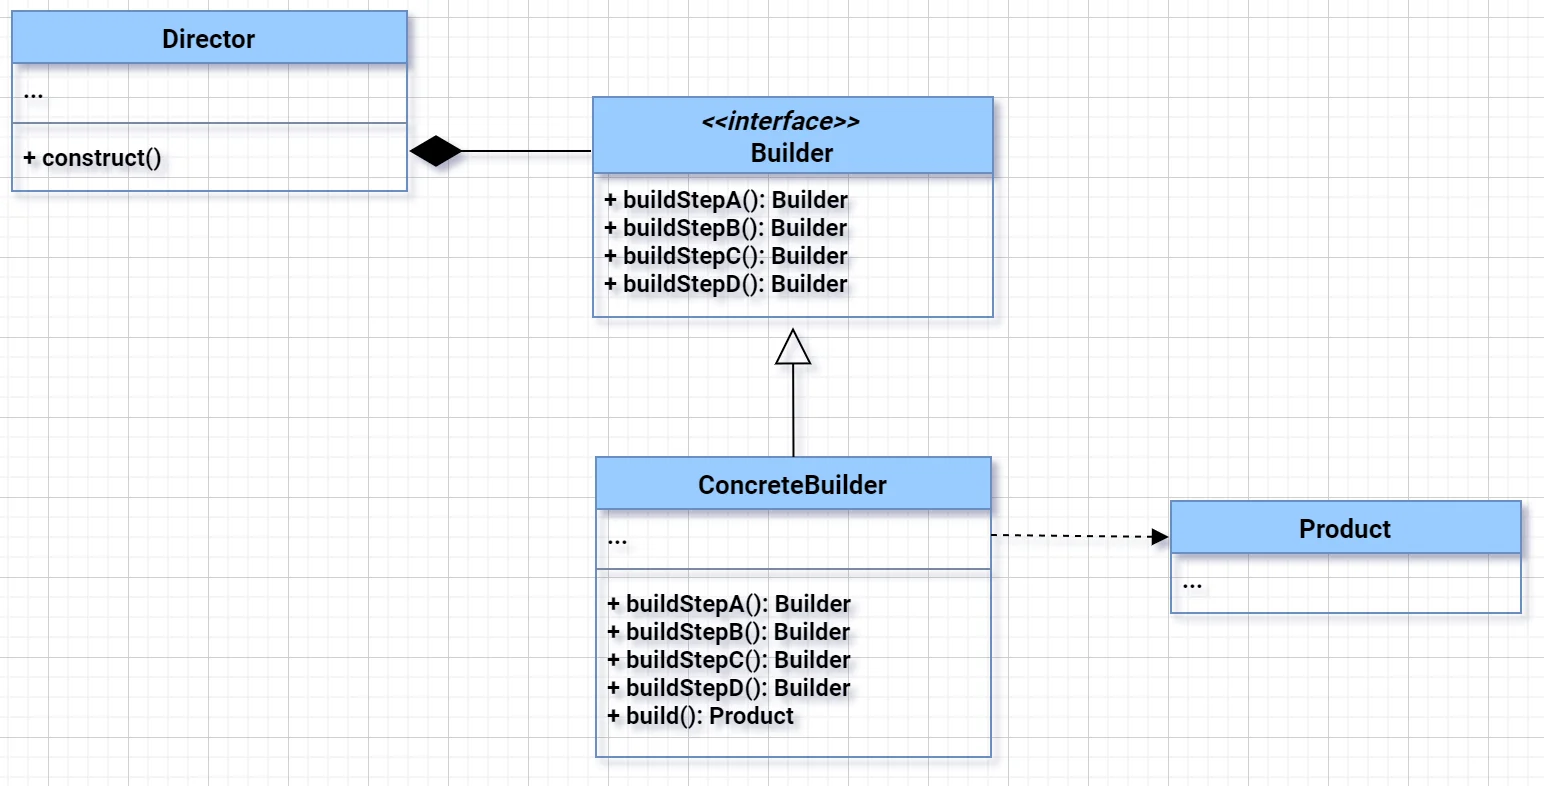 Director
...
+ construct()
<<interface>>
Builder
+ buildStepA(): Builder
+ buildStepB(): Builder
+ buildStepC(): Builder
+ buildStepD(): Builder
ConcreteBuilder
...
+ buildStepA(): Builder
+ buildStepB(): Builder
+ buildStepC(): Builder
+ buildStepD(): Builder
+ build(): Product
Product
...